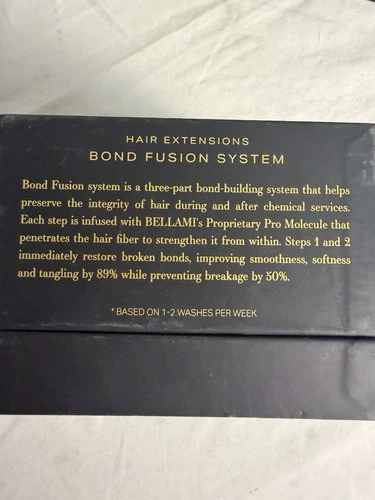 HAIR EXTENSIONS
BOND FUSION SYSTEM
Bond Fusion system is a three-part bond-building system that helps
preserve the integrity of hair during and after chemical services.
Each step is infused with BELLAMI's Proprietary Pro Molecule that
penetrates the hair fiber to strengthen it from within. Steps 1 and 2
immediately restore broken bonds, improving smoothness, softness
and tangling by 89% while preventing breakage by 50%.
* BASED ON 1-2 WASHES PER WEEK